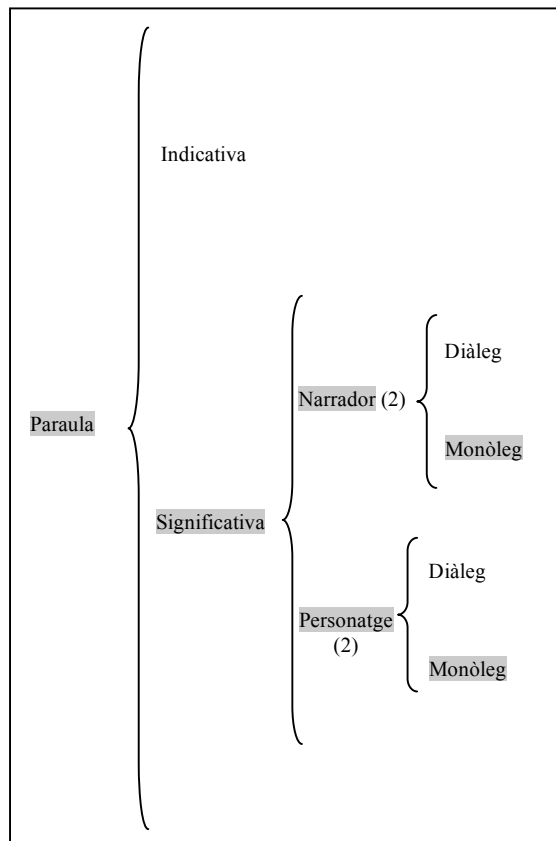 Indicativa
Diàleg
Narrador (2)
Paraula
Monòleg
Significativa
Diàleg
Personatge
(2)
Monòleg